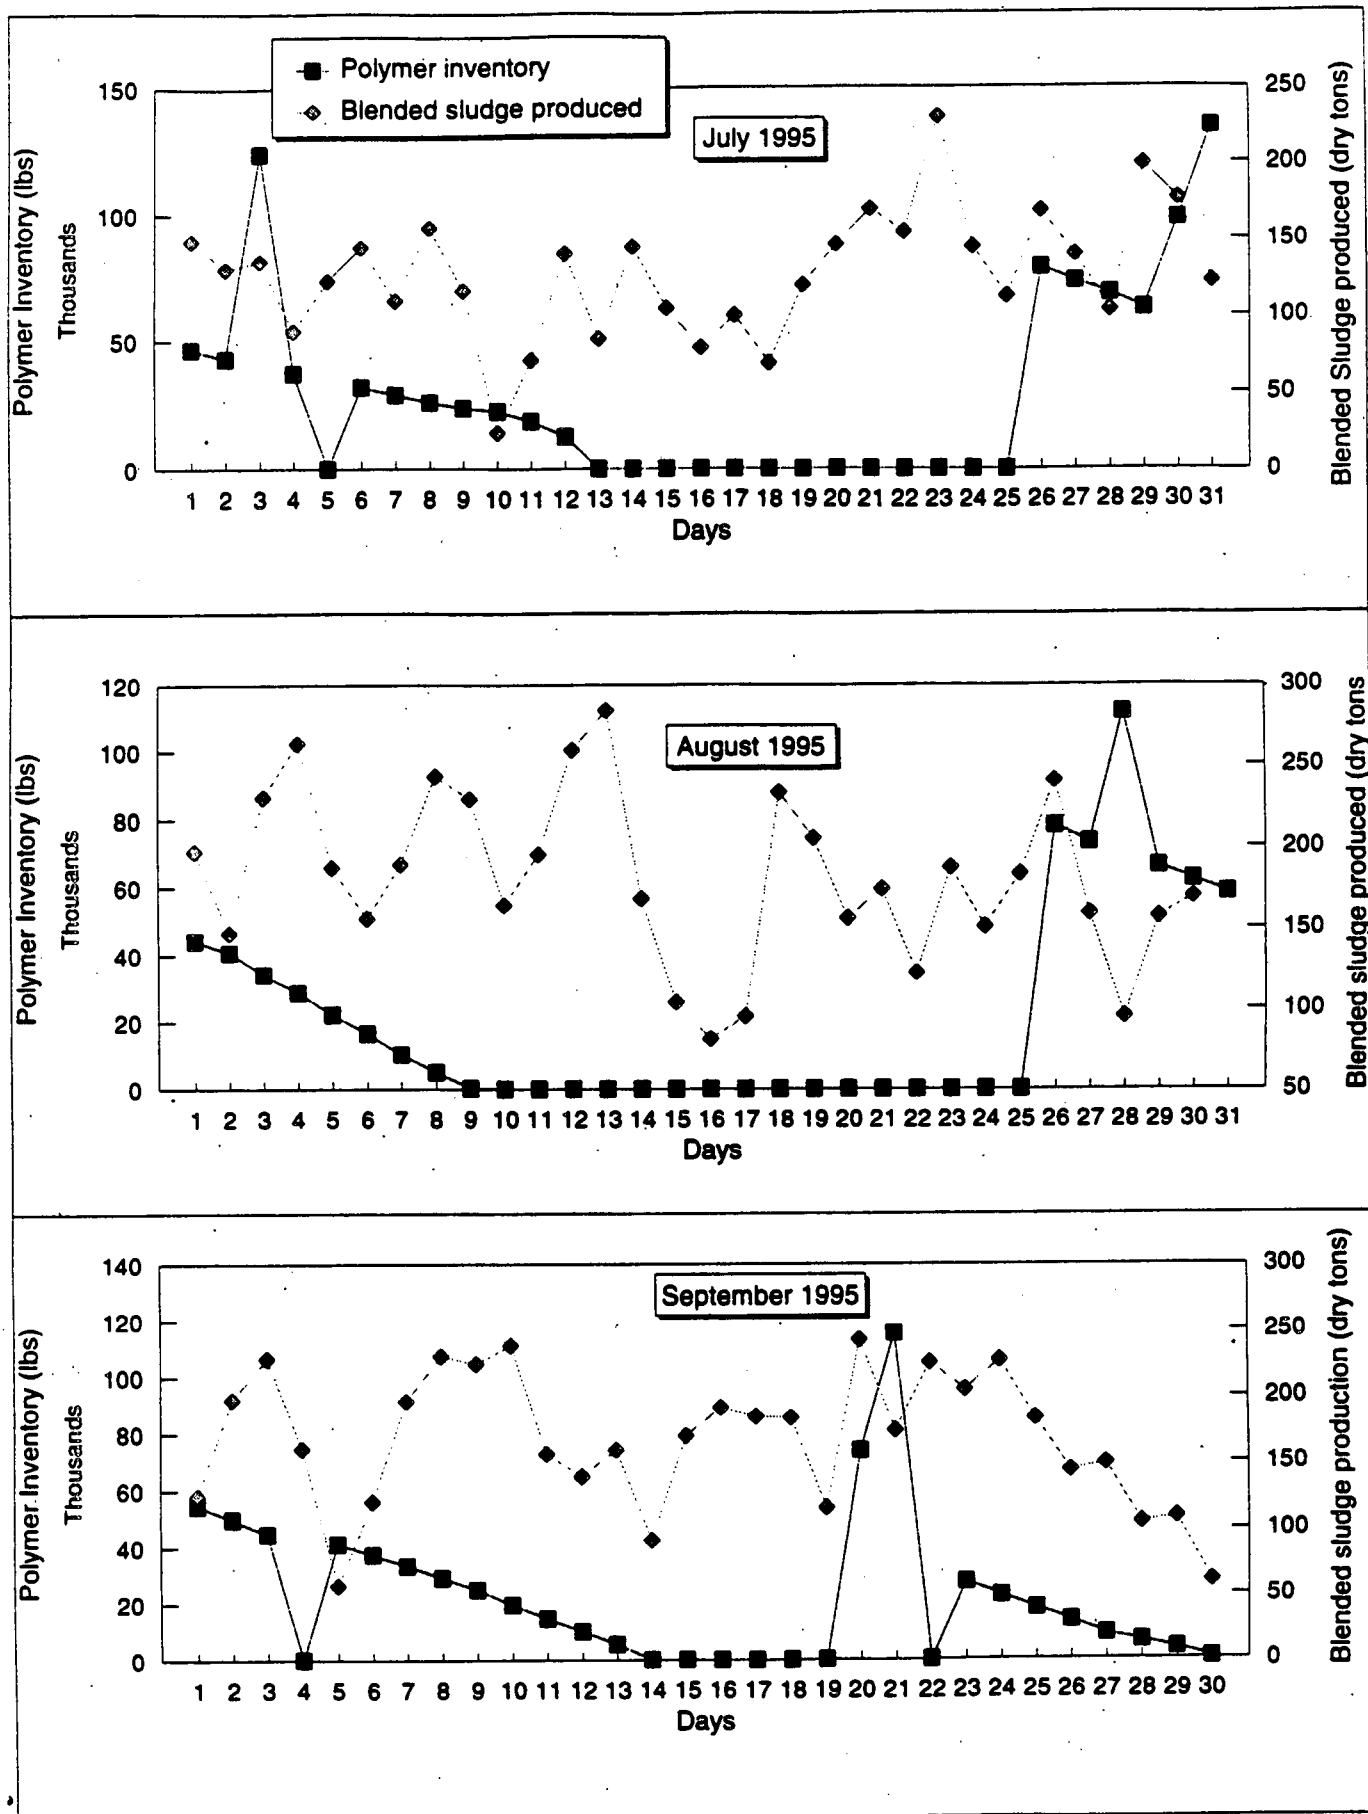 Polymer inventory
Blended sludge produced
July 1995
Polymer Inventory (lbs)
Thousands
150
100
50
0
250
200
150
100
50
0
Blended Sludge produced (dry tons)
1 2 3 4 5 6 7 8 9 10 11 12 13 14 15 16 17 18 19 20 21 22 23 24 25 26 27 28 29 30 31
Days
August 1995
Polymer Inventory (lbs)
Thousands
120
100
80
60
40
20
0
300
250
200
150
100
50
Blended sludge produced (dry tons
1 2 3 4 5 6 7 8 9 10 11 12 13 14 15 16 17 18 19 20 21 22 23 24 25 26 27 28 29 30 31
Days
September 1995
Polymer Inventory (lbs)
Thousands
140
120
100
80
60
40
20
0
300
250
200
150
100
50
0
Blended sludge production (dry tons)
1 2 3 4 5 6 7 8 9 10 11 12 13 14 15 16 17 18 19 20 21 22 23 24 25 26 27 28 29 30
Days